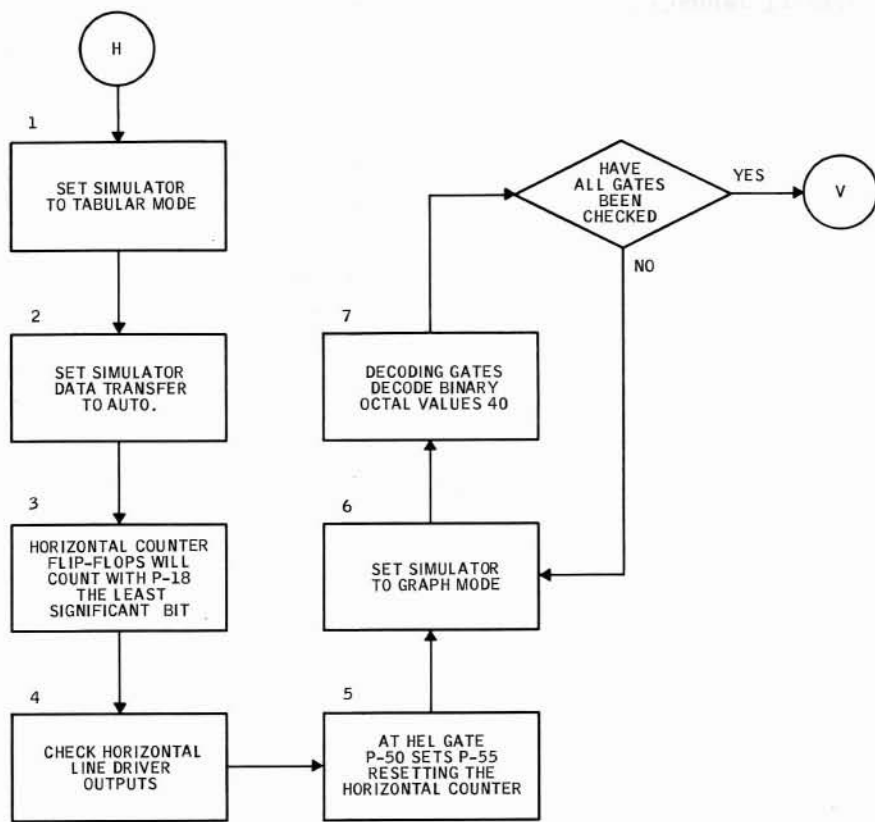 H
1
SET SIMULATOR
TO TABULAR MODE
2
SET SIMULATOR
DATA TRANSFER
TO AUTO.
3
HORIZONTAL COUNTER
FLIP-FLOPS WILL
COUNT WITH P-18
THE LEAST
SIGNIFICANT BIT
4
CHECK HORIZONTAL
LINE DRIVER
OUTPUTS
5
AT HEL GATE
P-50 SETS P-55
RESETTING THE
HORIZONTAL COUNTER
6
SET SIMULATOR
TO GRAPH MODE
7
DECODING GATES
DECODE BINARY
OCTAL VALUES 40
HAVE
ALL GATES
BEEN
CHECKED
YES
NO
V